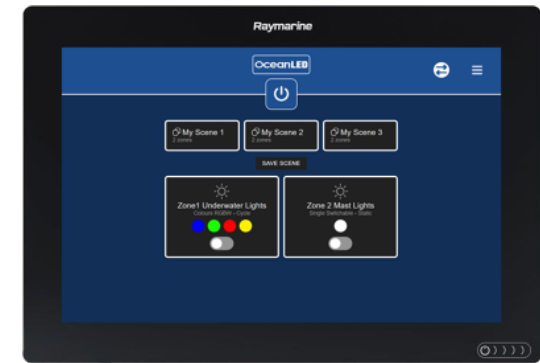 Raymarine
OceanLED
My Scene 1
2 zones
My Scene 2
2 zones
My Scene 3
2 zones
SAVE SCENE
Zone1 Underwater Lights
Colours RGBW - Cycle
Zone 2 Mast Lights
Single Switchable - Static